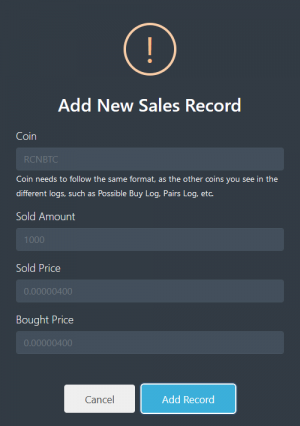 !
Add New Sales Record
Coin
RCNBTC
Coin needs to follow the same format, as the other coins you see in the
different logs, such as Possible Buy Log, Pairs Log, etc.
Sold Amount
1000
Sold Price
0.00000400
Bought Price
0.00000400
Cancel Add Record